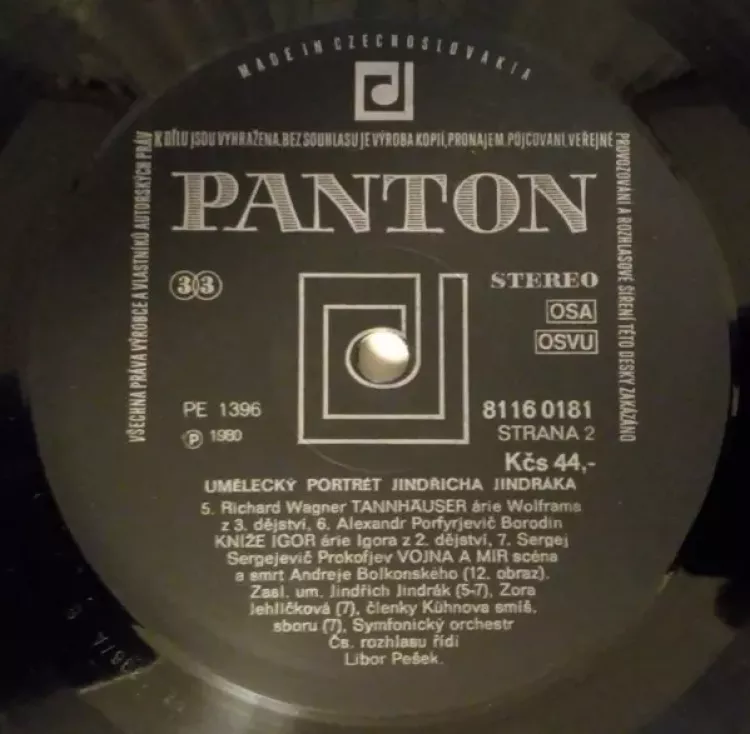 MADE IN CZECHOSLOVAKIA
VŠECHNA PRÁVA VÝROBCE A VLASTNÍKŮ AUTORSKÝCH PRÁV
K DÍLU JSOU VYHRAŽENA. BEZ SOUHLASU JE VÝROBA KOPIÍ, PRONAJEM, PŮJČOVÁNÍ, VEŘEJNÉ
PROVOZOVÁNÍ A ROZHLASOVÉ ŠÍŘENÍ TÉTO DESKY ZAKÁZÁNO
PANTON
33
STEREO
OSA
OSVU
PE 1396
8116 0181
℗ 1980
STRANA 2
Kčs 44,-
UMĚLECKÝ PORTRÉT JINDŘICHA JINDRÁKA
5. Richard Wagner TANNHÄUSER árie Wolframa
z 3. dějství, 6. Alexandr Porfyrjevič Borodin
KNÍŽE IGOR árie Igora z 2. dějství, 7. Sergej
Sergejevič Prokofjev VOJNA A MÍR scéna
a smrt Andreje Bolkonského (12. obraz).
Zasl. um. Jindřich Jindrák (5-7), Zora
Jehličková (7), členky Kühnova smíš.
sboru (7), Symfonický orchestr
Čs. rozhlasu řídí
Libor Pešek.